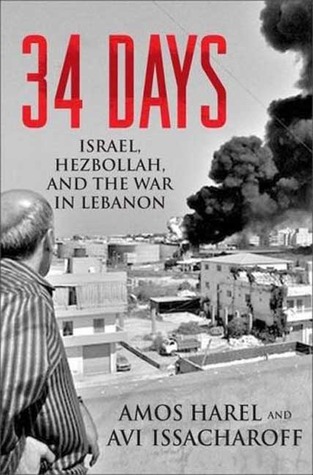 34 DAYS
ISRAEL,
HEZBOLLAH,
AND THE WAR
IN LEBANON
AMOS HAREL AND
AVI ISSACHAROFF